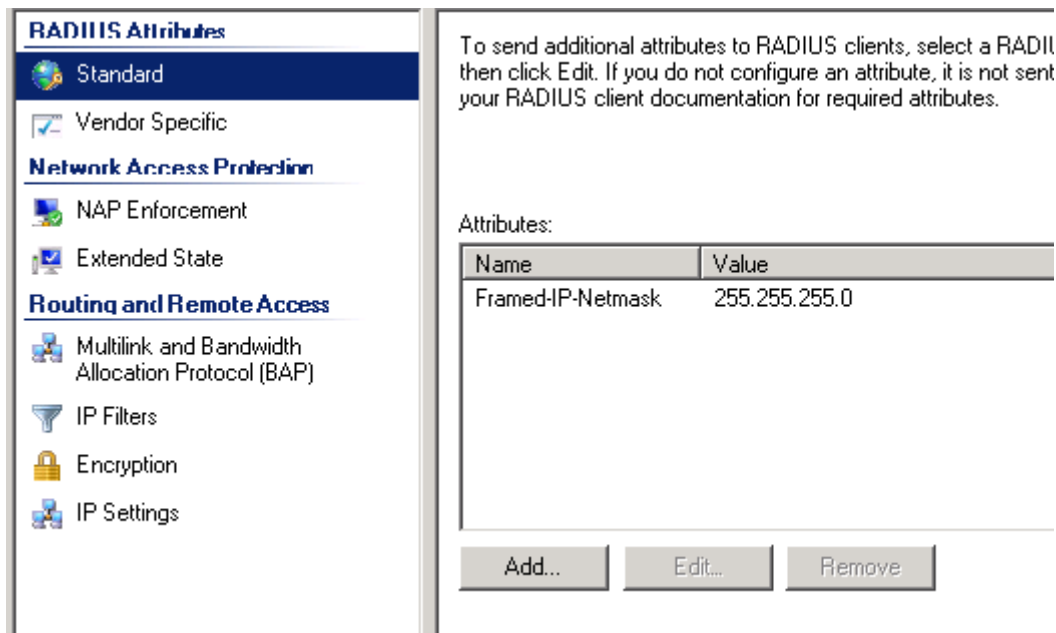 RADIUS Attributes
Standard
Vendor Specific
Network Access Protection
NAP Enforcement
Extended State
Routing and Remote Access
Multilink and Bandwidth
Allocation Protocol (BAP)
IP Filters
Encryption
IP Settings
To send additional attributes to RADIUS clients, select a RADIU
then click Edit. If you do not configure an attribute, it is not sent
your RADIUS client documentation for required attributes.
Attributes:
Name Value
Framed-IP-Netmask 255.255.255.0
Add... Edit... Remove